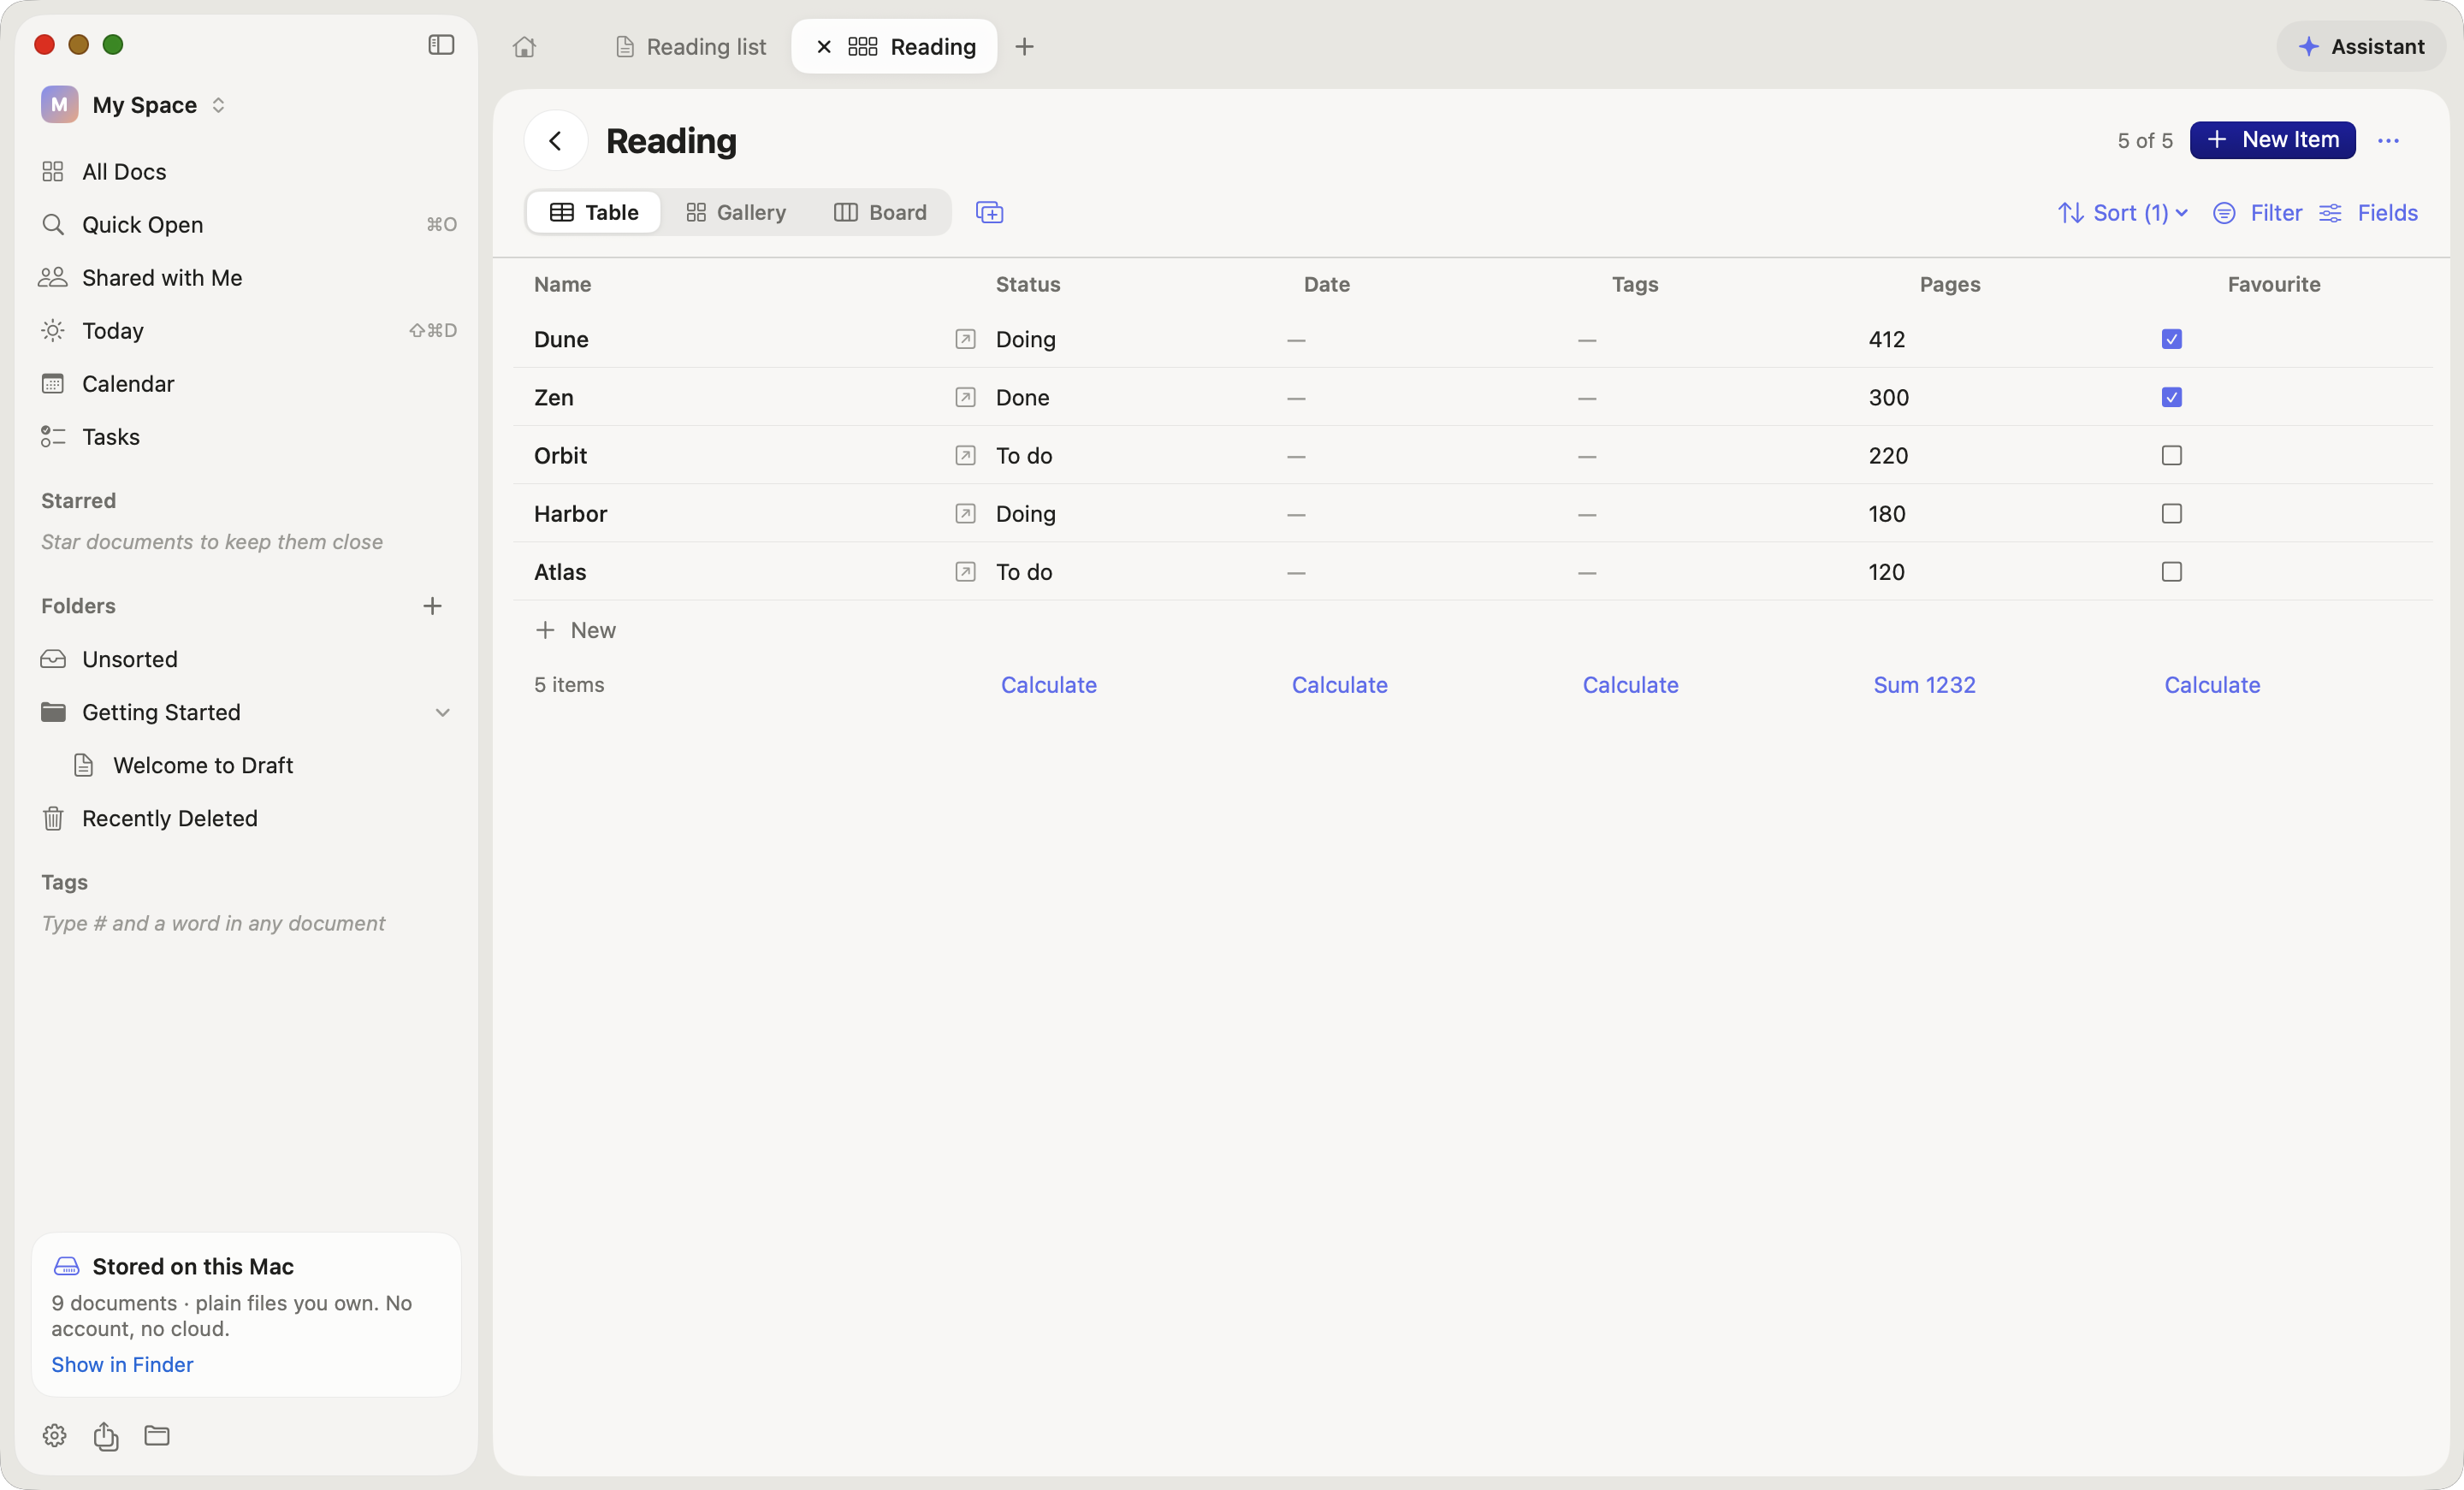 Reading list
Reading
Assistant
M My Space
All Docs
Quick Open ⌘O
Shared with Me
Today ⇧⌘D
Calendar
Tasks
Starred
Star documents to keep them close
Folders
Unsorted
Getting Started
Welcome to Draft
Recently Deleted
Tags
Type # and a word in any document
Stored on this Mac
9 documents · plain files you own. No
account, no cloud.
Show in Finder
Reading
5 of 5
New Item
Table Gallery Board
Sort (1) Filter Fields
Name Status Date Tags Pages Favourite
Dune Doing — — 412
Zen Done — — 300
Orbit To do — — 220
Harbor Doing — — 180
Atlas To do — — 120
New
5 items Calculate Calculate Calculate Sum 1232 Calculate